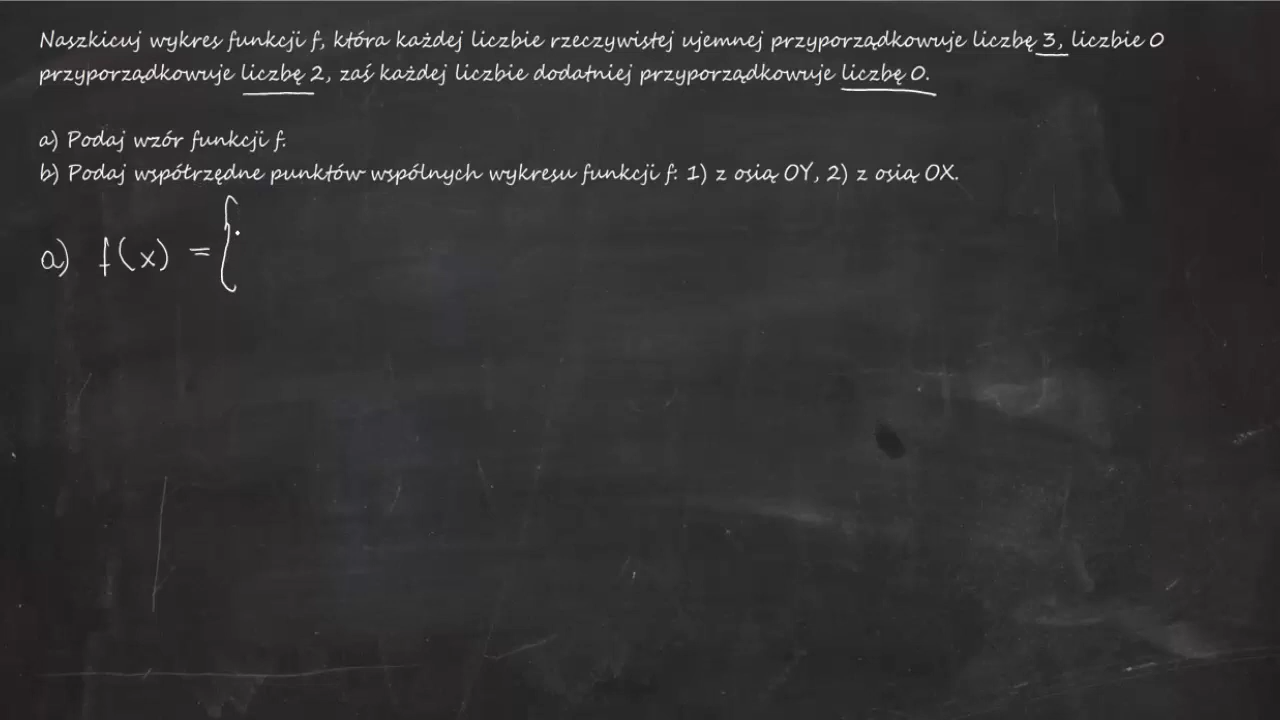 Naszkicuj wykres funkcji f, która każdej liczbie rzeczywistej ujemnej przyporządkowuje liczbę 3, liczbie 0
przyporządkowuje liczbę 2, zaś każdej liczbie dodatniej przyporządkowuje liczbę 0.
a) Podaj wzór funkcji f.
b) Podaj współrzędne punktów wspólnych wykresu funkcji f: 1) z osią OY, 2) z osią OX.
a) f(x) = {